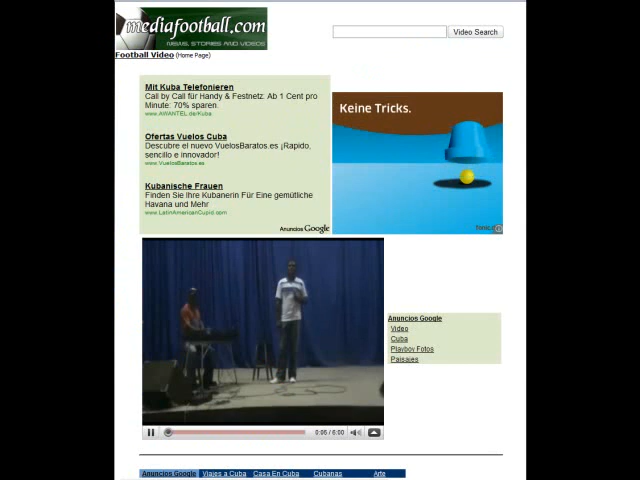 mediafootball.com
NEWS, STORIES AND VIDEOS
Video Search
Football Video (Home Page)
Mit Kuba Telefonieren
Call by Call für Handy & Festnetz. Ab 1 Cent pro
Minute: 70% sparen.
www.AWANTEL.de/Kuba
Ofertas Vuelos Cuba
Descubre el nuevo VuelosBaratos.es ¡Rapido,
sencillo e innovador!
www.VuelosBaratos.es
Kubanische Frauen
Finden Sie Ihre Kubanerin Für Eine gemütliche
Havana und Mehr
www.LatinAmericanCupid.com
Anuncios Google
Keine Tricks.
Anuncios Google
Video
Cuba
Playboy Fotos
Paisajes
0:05 / 6:00
Anuncios Google Viajes a Cuba Casa En Cuba Cubanas Arte